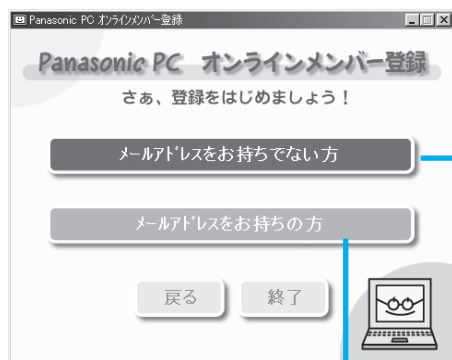 Panasonic PC オンラインメンバー登録
Panasonic PC オンラインメンバー登録
さぁ、登録をはじめましょう！
メールアドレスをお持ちでない方
メールアドレスをお持ちの方
戻る 終了